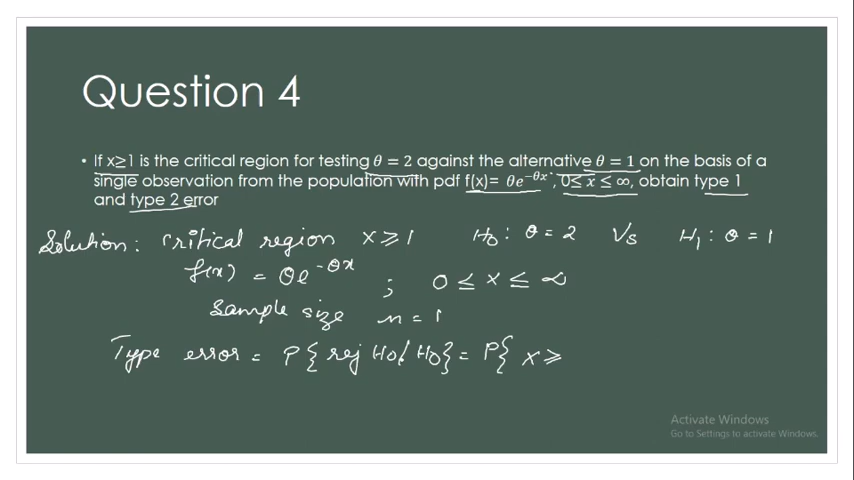 Question 4
• If x≥1 is the critical region for testing θ = 2 against the alternative θ = 1 on the basis of a
single observation from the population with pdf f(x)= θe^{-θx}, 0≤ x ≤ ∞, obtain type 1
and type 2 error
Solution: Critical region x ≥ 1 H₀ : θ = 2 Vs H₁ : θ = 1
f(x) = θe^{-θx} ; 0 ≤ x ≤ ∞
Sample size n = 1
Type error = P{ rej H₀/ H₀} = P{ x ≥
Activate Windows
Go to Settings to activate Windows.